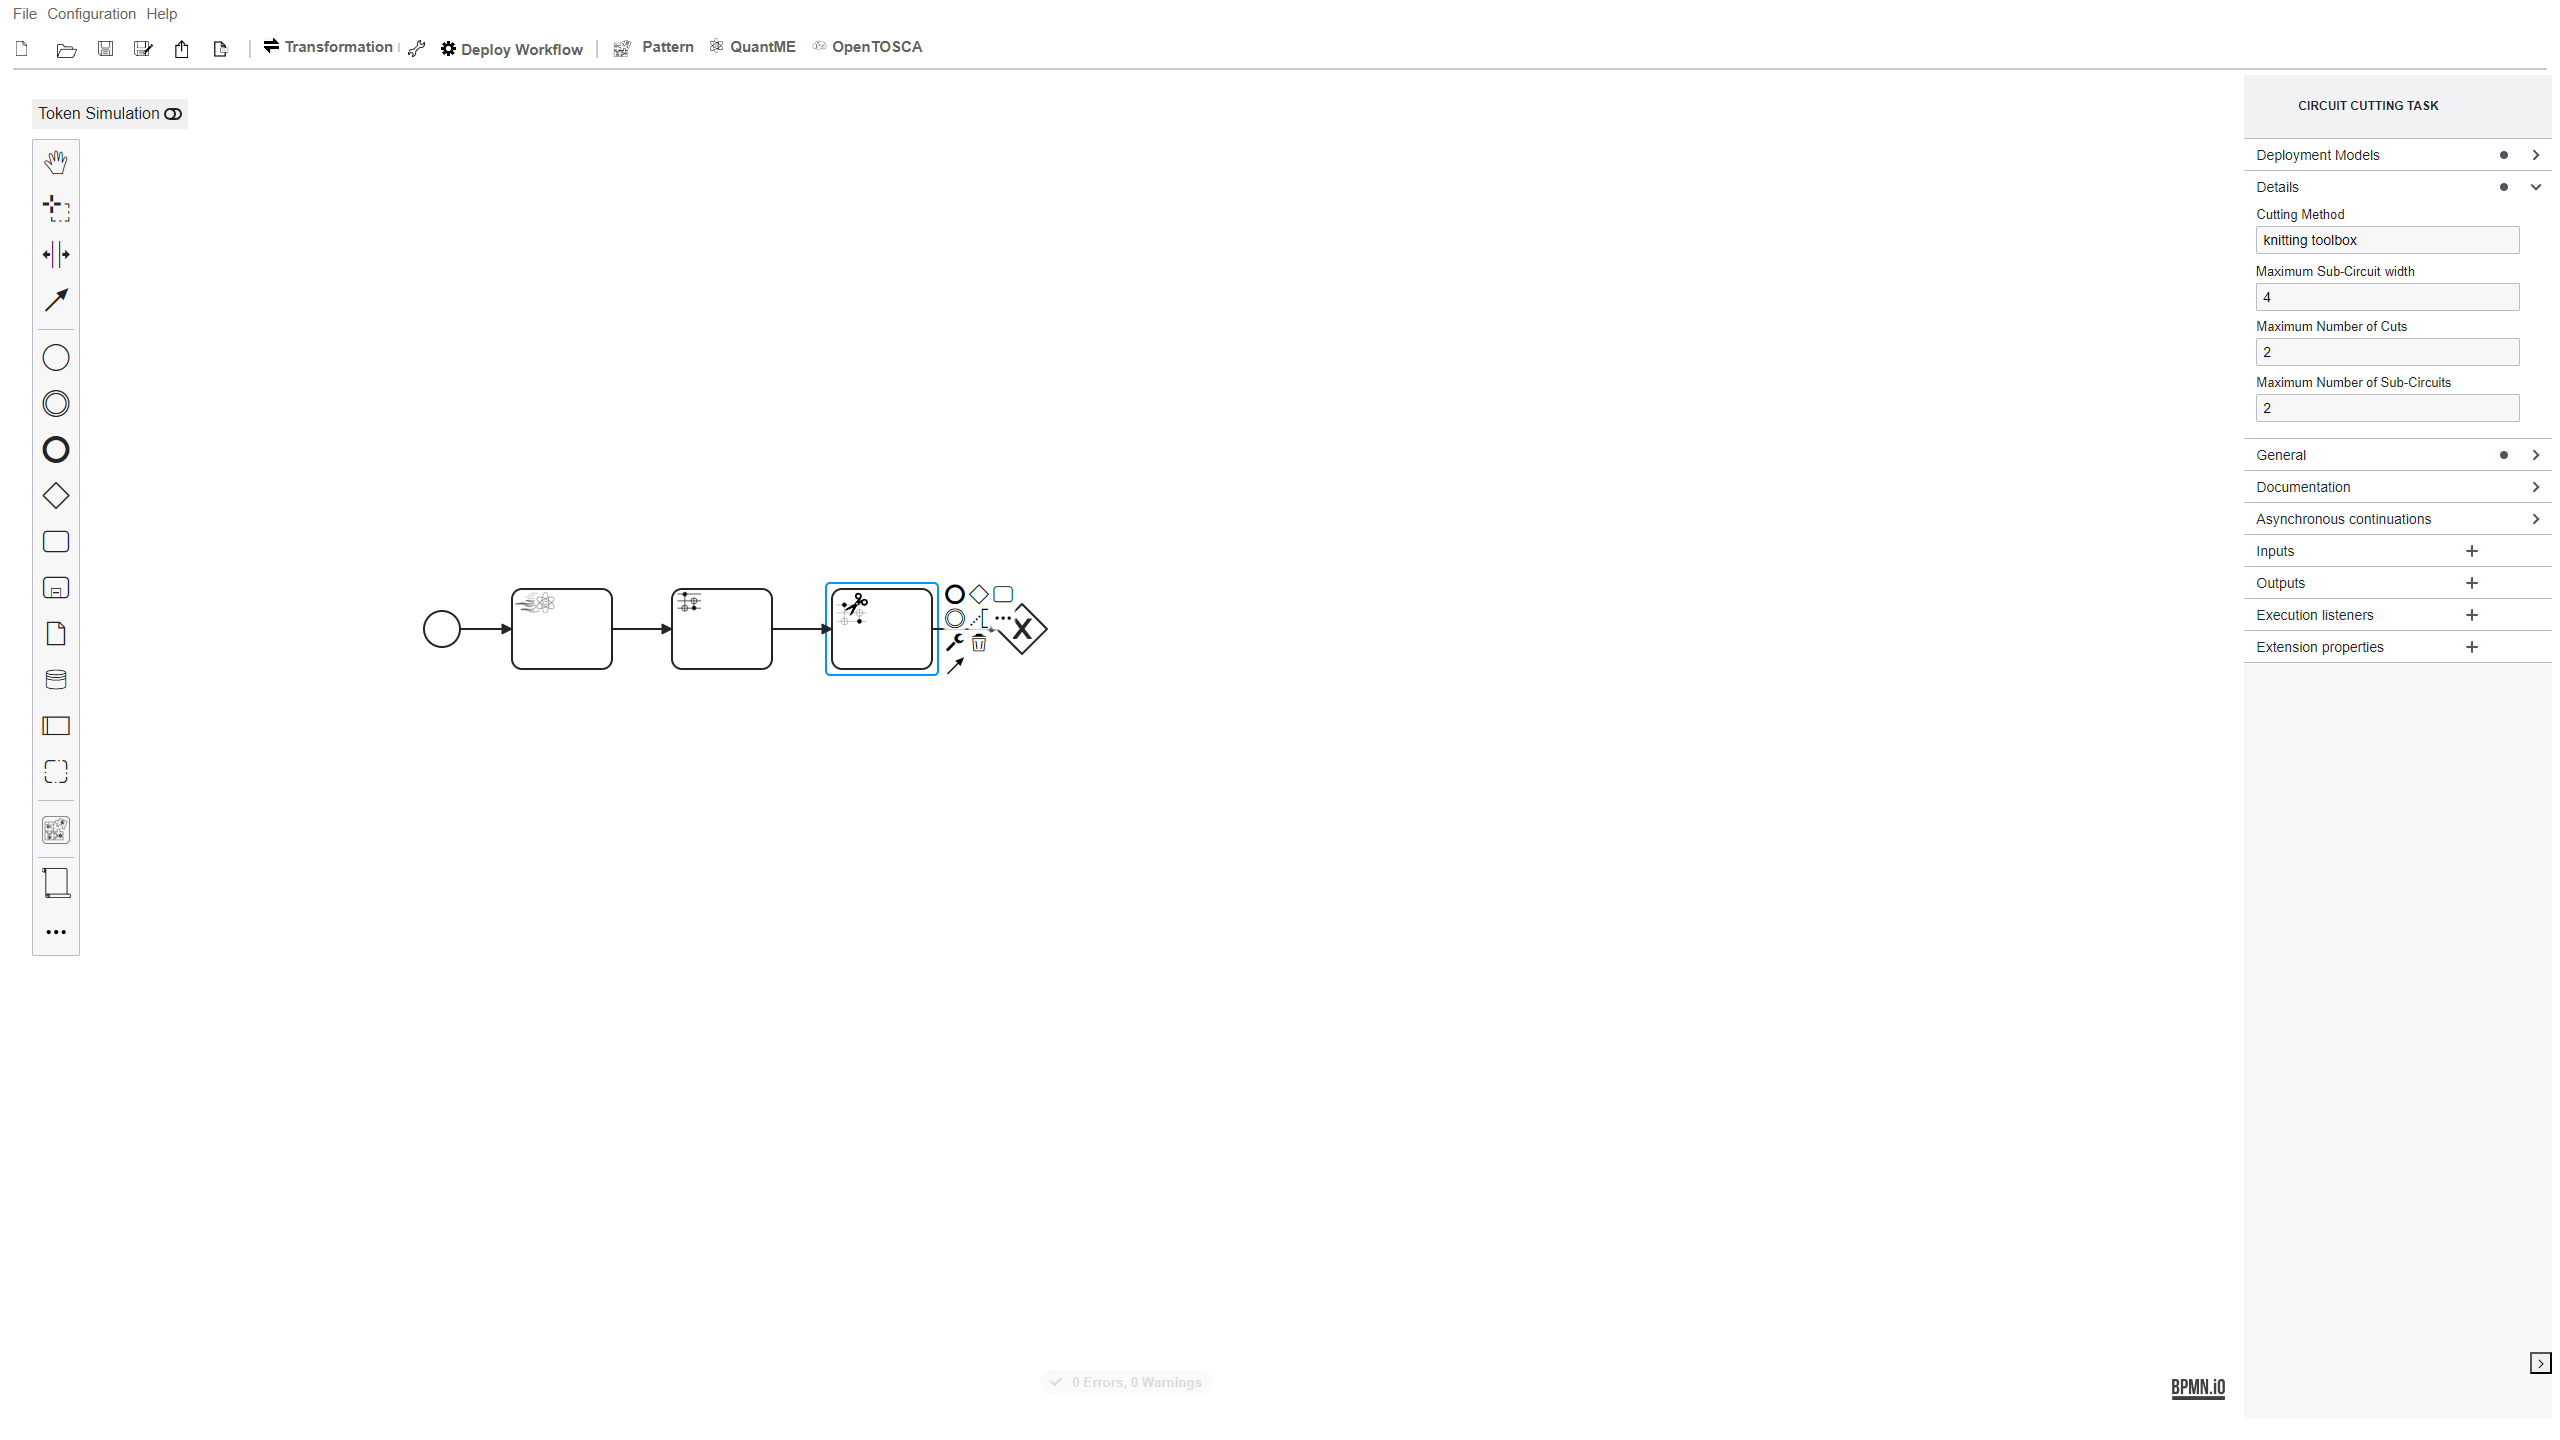 File Configuration Help
Transformation Deploy Workflow Pattern QuantME OpenTOSCA
Token Simulation
CIRCUIT CUTTING TASK
Deployment Models
Details
Cutting Method
knitting toolbox
Maximum Sub-Circuit width
4
Maximum Number of Cuts
2
Maximum Number of Sub-Circuits
2
General
Documentation
Asynchronous continuations
Inputs
Outputs
Execution listeners
Extension properties
0 Errors, 0 Warnings
BPMN.iO